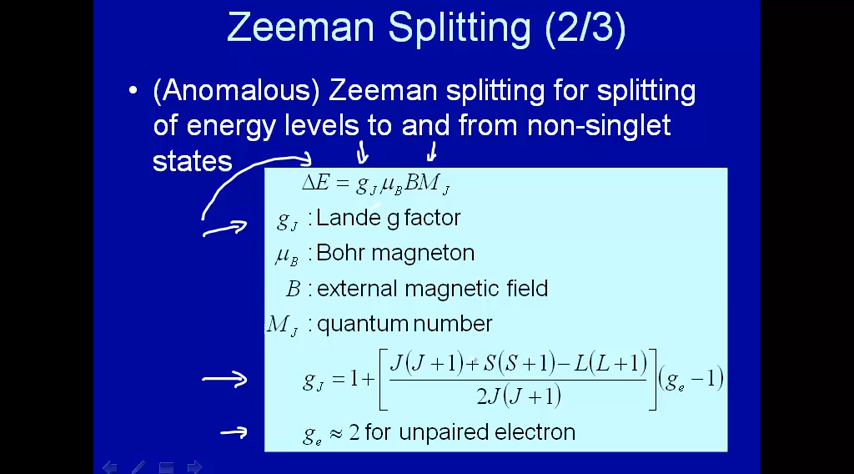 Zeeman Splitting (2/3)
• (Anomalous) Zeeman splitting for splitting
of energy levels to and from non-singlet
states
ΔE = g_J μ_B BM_J
g_J : Lande g factor
μ_B : Bohr magneton
B : external magnetic field
M_J : quantum number
g_J = 1 + [ (J(J + 1) + S(S + 1) − L(L + 1)) / (2J(J + 1)) ] (g_e − 1)
g_e ≈ 2 for unpaired electron